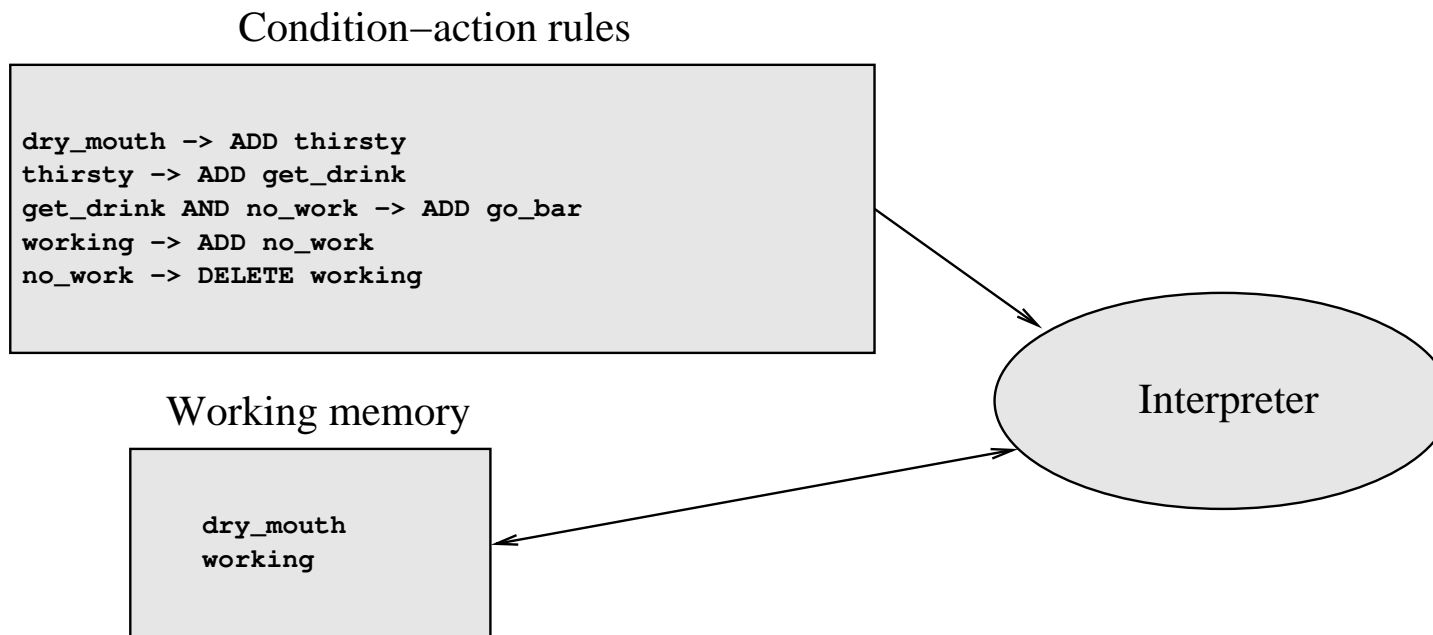 Condition−action rules
dry_mouth −> ADD thirsty
thirsty −> ADD get_drink
get_drink AND no_work −> ADD go_bar
working −> ADD no_work
no_work −> DELETE working
Interpreter
Working memory
dry_mouth
working